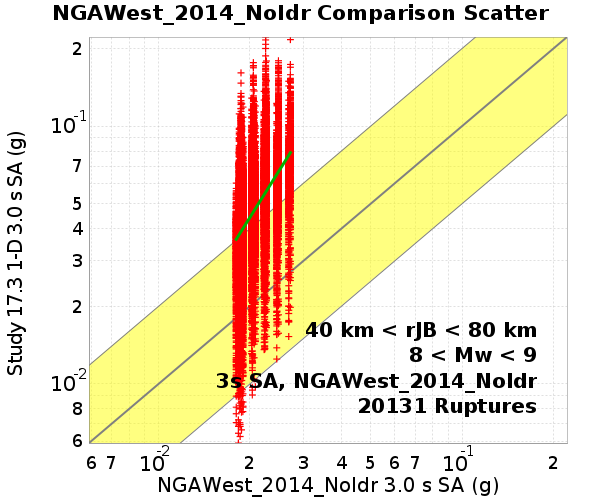 NGAWest_2014_NoIdr Comparison Scatter
Study 17.3 1-D 3.0 s SA (g)
2
10-1
7
5
4
3
2
10-2
8
6
40 km < rJB < 80 km
8 < Mw < 9
3s SA, NGAWest_2014_NoIdr
20131 Ruptures
6 7 10-2 2 3 4 5 6 7 10-1 2
NGAWest_2014_NoIdr 3.0 s SA (g)